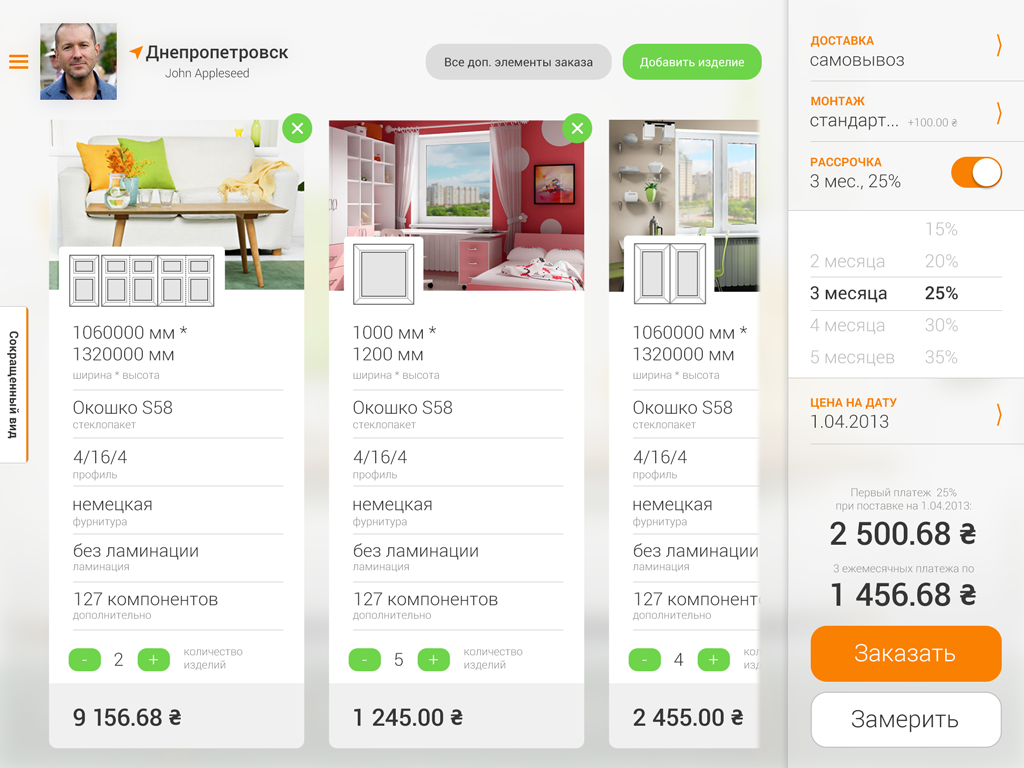 Днепропетровск
John Appleseed
Все доп. элементы заказа
Добавить изделие
Сокращенный вид
1060000 мм *
1320000 мм
ширина * высота
Окошко S58
стеклопакет
4/16/4
профиль
немецкая
фурнитура
без ламинации
ламинация
127 компонентов
дополнительно
- 2 +
количество
изделий
9 156.68 ₴
1000 мм *
1200 мм
ширина * высота
Окошко S58
стеклопакет
4/16/4
профиль
немецкая
фурнитура
без ламинации
ламинация
127 компонентов
дополнительно
- 5 +
количество
изделий
1 245.00 ₴
1060000 мм *
1320000 мм
ширина * высота
Окошко S58
стеклопакет
4/16/4
профиль
немецкая
фурнитура
без ламинации
ламинация
127 компонент
дополнительно
- 4 +
2 455.00 ₴
ДОСТАВКА
самовывоз
МОНТАЖ
стандарт... +100.00 ₴
РАССРОЧКА
3 мес., 25%
15%
2 месяца 20%
3 месяца 25%
4 месяца 30%
5 месяцев 35%
ЦЕНА НА ДАТУ
1.04.2013
Первый платеж 25%
при поставке на 1.04.2013:
2 500.68 ₴
3 ежемесячных платежа по
1 456.68 ₴
Заказать
Замерить